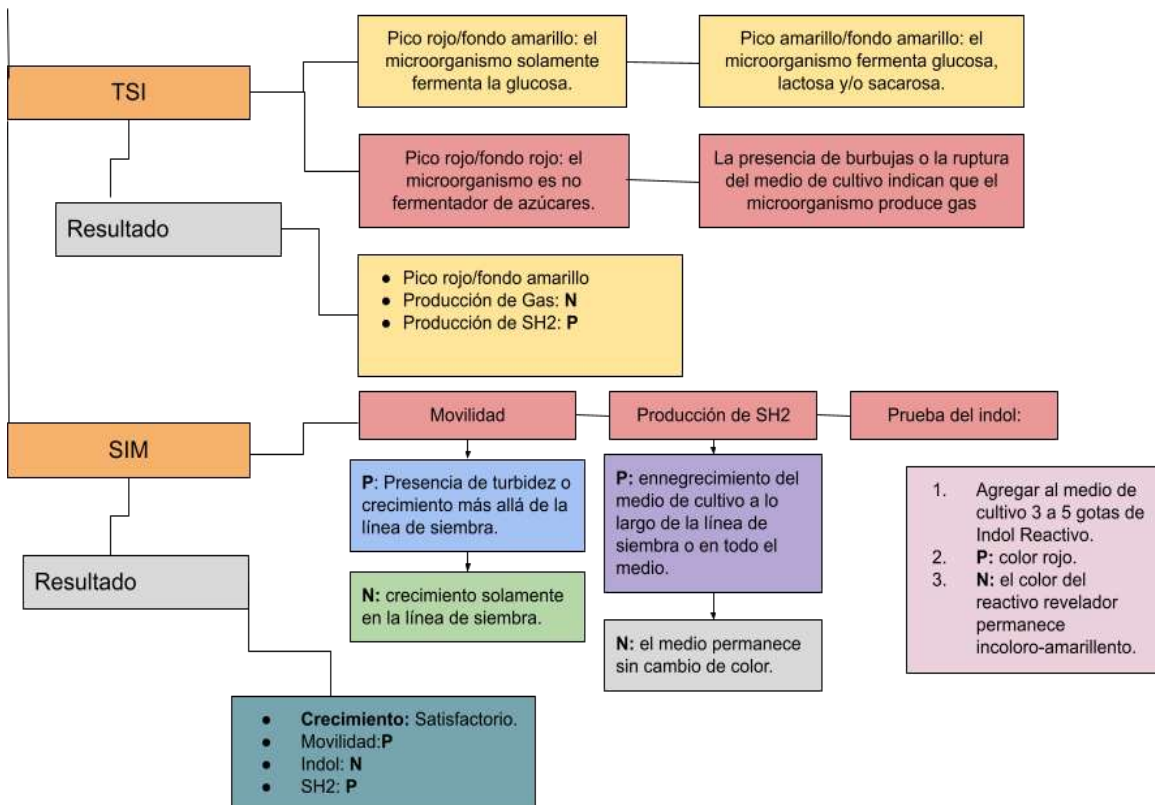 TSI
Pico rojo/fondo amarillo: el
microorganismo solamente
fermenta la glucosa.
Pico amarillo/fondo amarillo: el
microorganismo fermenta glucosa,
lactosa y/o sacarosa.
Pico rojo/fondo rojo: el
microorganismo es no
fermentador de azúcares.
La presencia de burbujas o la ruptura
del medio de cultivo indican que el
microorganismo produce gas
Resultado
● Pico rojo/fondo amarillo
● Producción de Gas: N
● Producción de SH2: P
SIM
Movilidad
P: Presencia de turbidez o
crecimiento más allá de la
línea de siembra.
N: crecimiento solamente
en la línea de siembra.
Producción de SH2
P: ennegrecimiento del
medio de cultivo a lo
largo de la línea de
siembra o en todo el
medio.
N: el medio permanece
sin cambio de color.
Prueba del indol:
1. Agregar al medio de
cultivo 3 a 5 gotas de
Indol Reactivo.
2. P: color rojo.
3. N: el color del
reactivo revelador
permanece
incoloro-amarillento.
Resultado
● Crecimiento: Satisfactorio.
● Movilidad:P
● Indol: N
● SH2: P